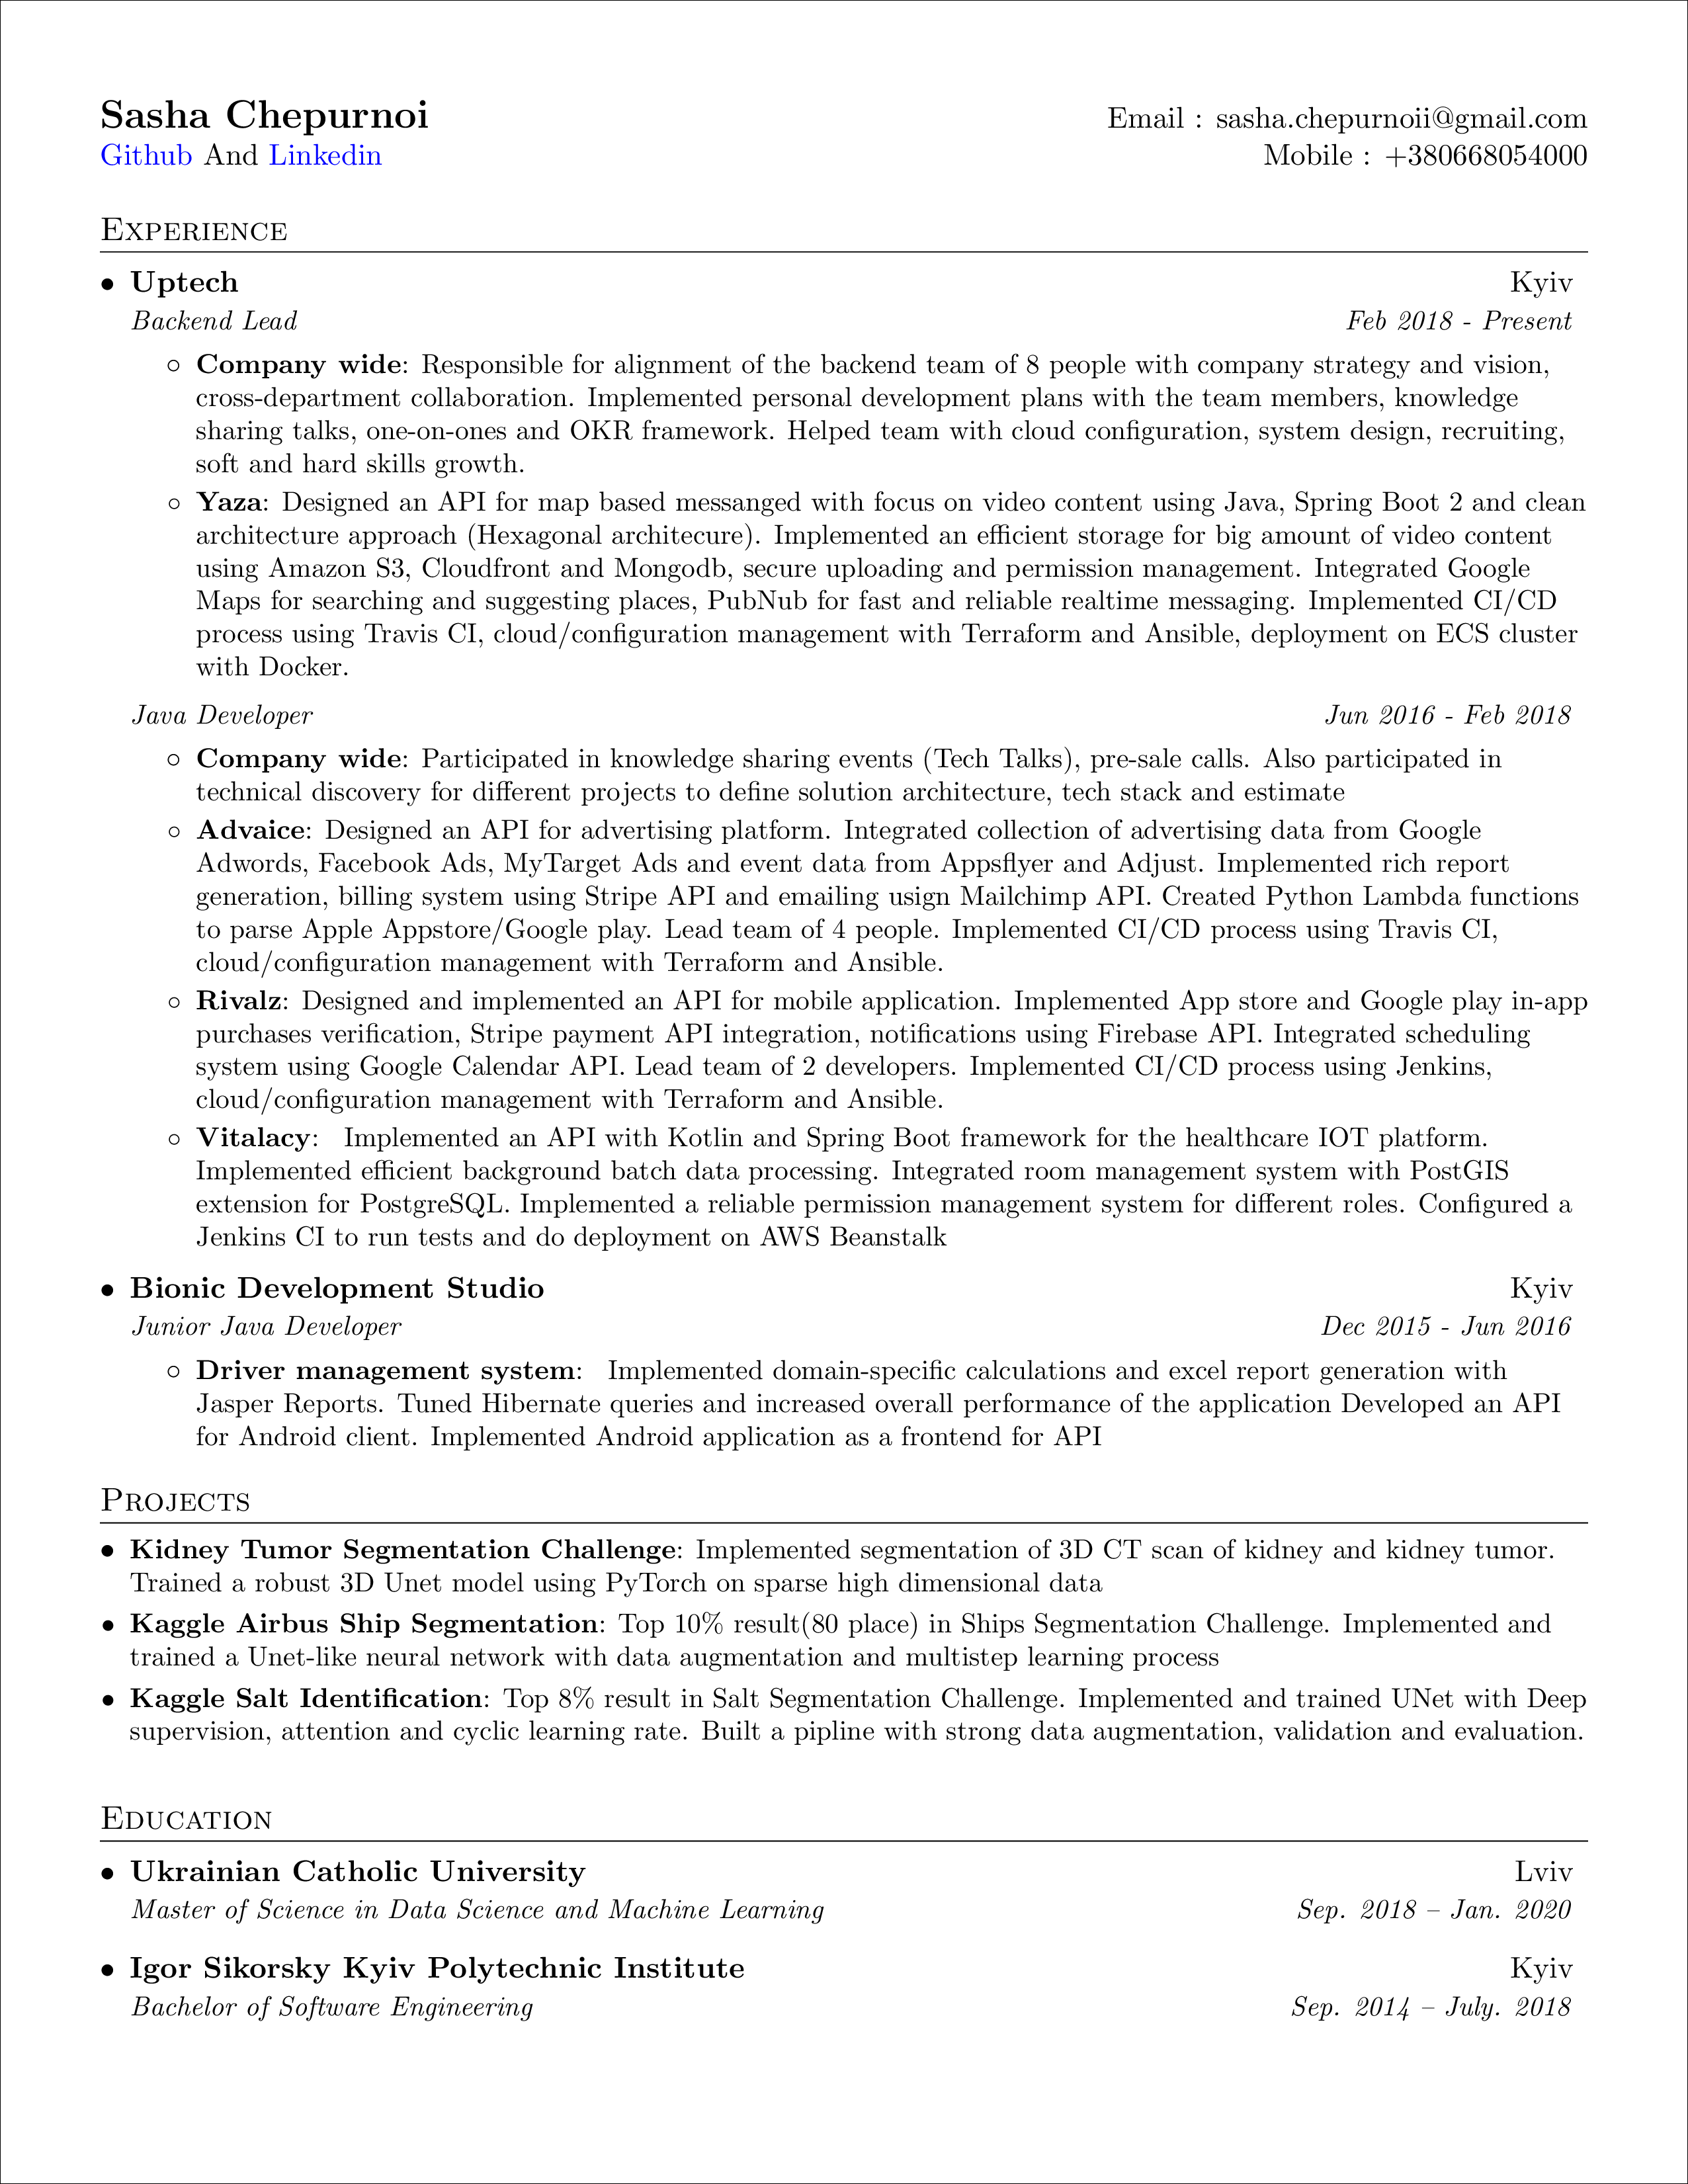 Sasha Chepurnoi
Email : sasha.chepurnoii@gmail.com
Github And Linkedin
Mobile : +380668054000
Experience
• Uptech
Kyiv
Backend Lead
Feb 2018 - Present
◦ Company wide: Responsible for alignment of the backend team of 8 people with company strategy and vision,
cross-department collaboration. Implemented personal development plans with the team members, knowledge
sharing talks, one-on-ones and OKR framework. Helped team with cloud configuration, system design, recruiting,
soft and hard skills growth.
◦ Yaza: Designed an API for map based messanged with focus on video content using Java, Spring Boot 2 and clean
architecture approach (Hexagonal architecure). Implemented an efficient storage for big amount of video content
using Amazon S3, Cloudfront and Mongodb, secure uploading and permission management. Integrated Google
Maps for searching and suggesting places, PubNub for fast and reliable realtime messaging. Implemented CI/CD
process using Travis CI, cloud/configuration management with Terraform and Ansible, deployment on ECS cluster
with Docker.
Java Developer
Jun 2016 - Feb 2018
◦ Company wide: Participated in knowledge sharing events (Tech Talks), pre-sale calls. Also participated in
technical discovery for different projects to define solution architecture, tech stack and estimate
◦ Advaice: Designed an API for advertising platform. Integrated collection of advertising data from Google
Adwords, Facebook Ads, MyTarget Ads and event data from Appsflyer and Adjust. Implemented rich report
generation, billing system using Stripe API and emailing usign Mailchimp API. Created Python Lambda functions
to parse Apple Appstore/Google play. Lead team of 4 people. Implemented CI/CD process using Travis CI,
cloud/configuration management with Terraform and Ansible.
◦ Rivalz: Designed and implemented an API for mobile application. Implemented App store and Google play in-app
purchases verification, Stripe payment API integration, notifications using Firebase API. Integrated scheduling
system using Google Calendar API. Lead team of 2 developers. Implemented CI/CD process using Jenkins,
cloud/configuration management with Terraform and Ansible.
◦ Vitalacy: Implemented an API with Kotlin and Spring Boot framework for the healthcare IOT platform.
Implemented efficient background batch data processing. Integrated room management system with PostGIS
extension for PostgreSQL. Implemented a reliable permission management system for different roles. Configured a
Jenkins CI to run tests and do deployment on AWS Beanstalk
• Bionic Development Studio
Kyiv
Junior Java Developer
Dec 2015 - Jun 2016
◦ Driver management system: Implemented domain-specific calculations and excel report generation with
Jasper Reports. Tuned Hibernate queries and increased overall performance of the application Developed an API
for Android client. Implemented Android application as a frontend for API
Projects
• Kidney Tumor Segmentation Challenge: Implemented segmentation of 3D CT scan of kidney and kidney tumor.
Trained a robust 3D Unet model using PyTorch on sparse high dimensional data
• Kaggle Airbus Ship Segmentation: Top 10% result(80 place) in Ships Segmentation Challenge. Implemented and
trained a Unet-like neural network with data augmentation and multistep learning process
• Kaggle Salt Identification: Top 8% result in Salt Segmentation Challenge. Implemented and trained UNet with Deep
supervision, attention and cyclic learning rate. Built a pipline with strong data augmentation, validation and evaluation.
Education
• Ukrainian Catholic University
Lviv
Master of Science in Data Science and Machine Learning
Sep. 2018 – Jan. 2020
• Igor Sikorsky Kyiv Polytechnic Institute
Kyiv
Bachelor of Software Engineering
Sep. 2014 – July. 2018